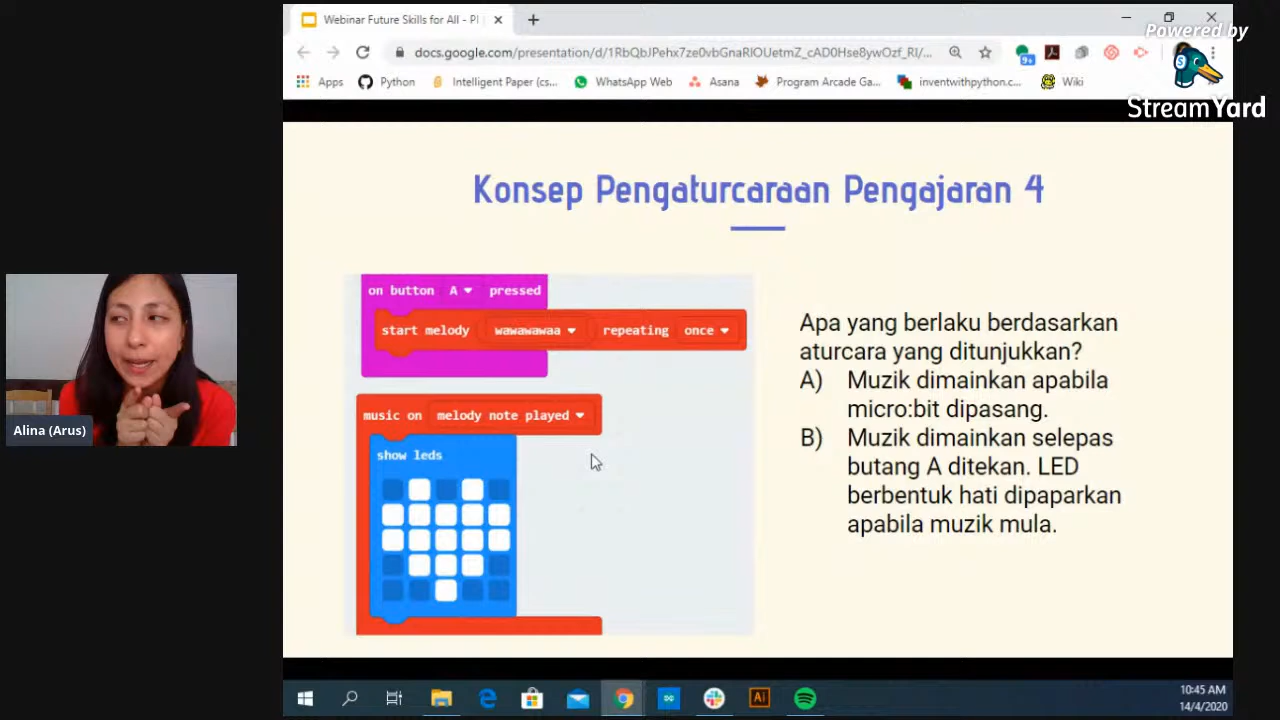 Webinar Future Skills for All - Pl
Powered by
docs.google.com/presentation/d/1RbQbJPehx7ze0vbGnaRlOUetmZ_cAD0Hse8ywOzf_RI/...
9+
Apps Python Intelligent Paper (cs... WhatsApp Web Asana Program Arcade Ga... inventwithpython.c... Wiki
StreamYard
Konsep Pengaturcaraan Pengajaran 4
on button A pressed
start melody wawawawaa repeating once
music on melody note played
show leds
Apa yang berlaku berdasarkan
aturcara yang ditunjukkan?
A) Muzik dimainkan apabila
micro:bit dipasang.
B) Muzik dimainkan selepas
butang A ditekan. LED
berbentuk hati dipaparkan
apabila muzik mula.
Alina (Arus)
Ai
10:45 AM
14/4/2020